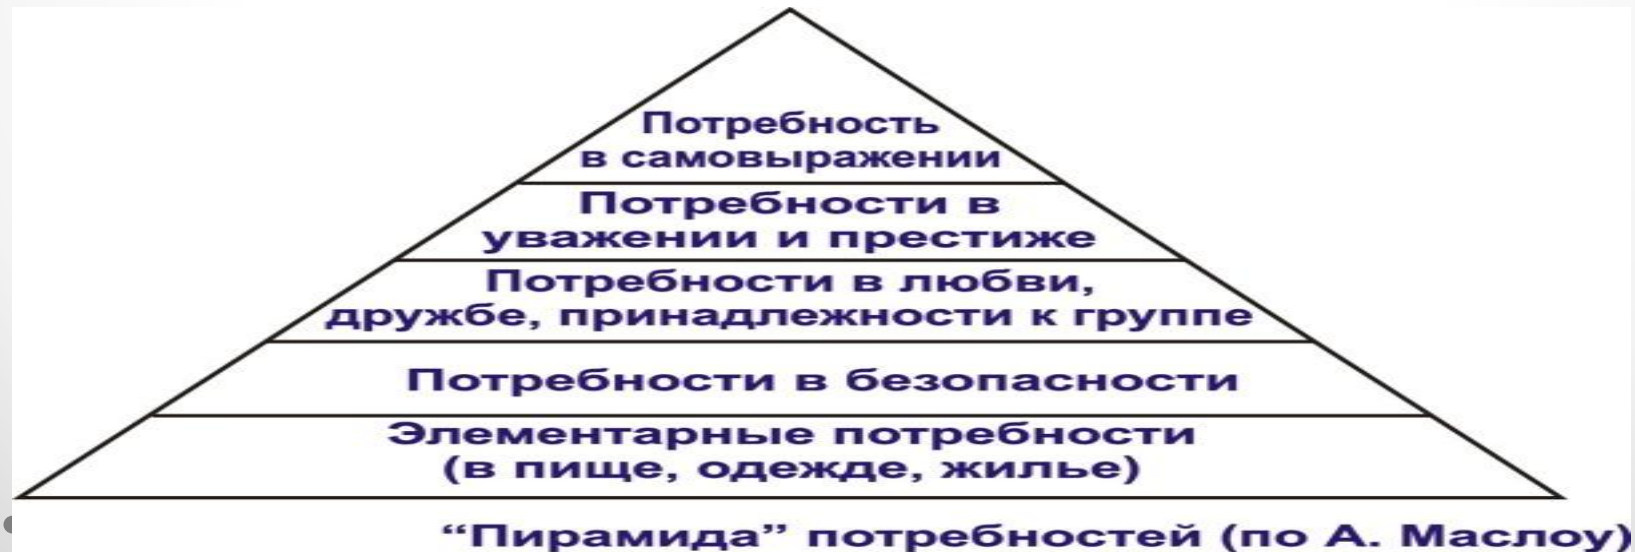 Потребность
в самовыражении
Потребности в
уважении и престиже
Потребности в любви,
дружбе, принадлежности к группе
Потребности в безопасности
Элементарные потребности
(в пище, одежде, жилье)
“Пирамида” потребностей (по А. Маслоу)